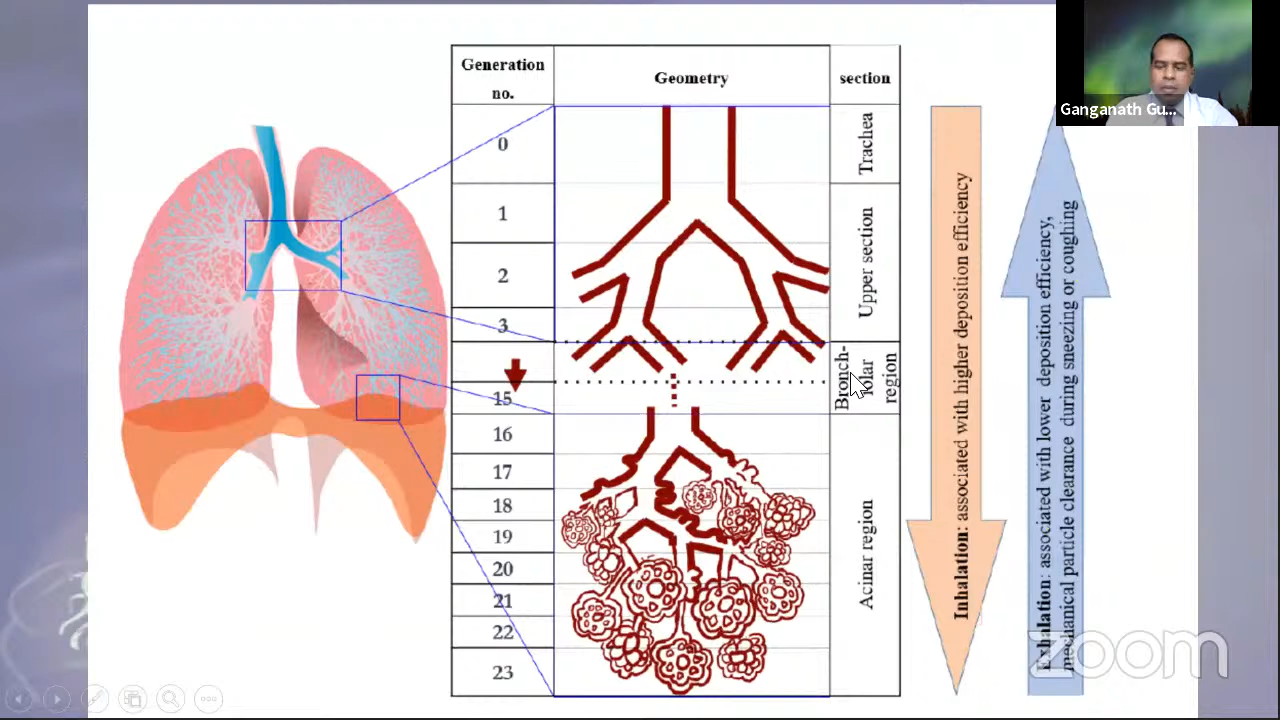 Generation
no.
Geometry
section
0
1
2
3
15
16
17
18
19
20
21
22
23
Trachea
Upper section
Bronch-
iolar
region
Acinar region
Inhalation: associated with higher deposition efficiency
Exhalation: associated with lower deposition efficiency,
mechanical particle clearance during sneezing or coughing
Ganganath Gu...
zoom